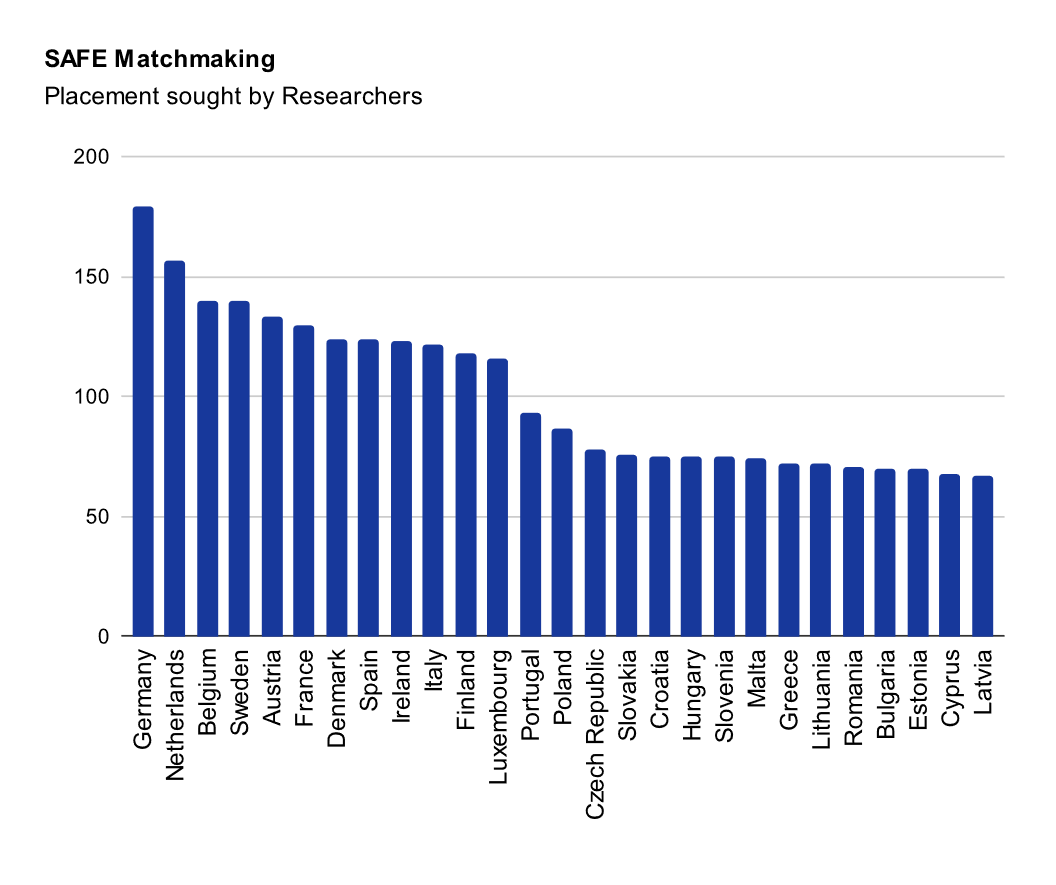 SAFE Matchmaking
Placement sought by Researchers
200
150
100
50
0
Germany
Netherlands
Belgium
Sweden
Austria
France
Denmark
Spain
Ireland
Italy
Finland
Luxembourg
Portugal
Poland
Czech Republic
Slovakia
Croatia
Hungary
Slovenia
Malta
Greece
Lithuania
Romania
Bulgaria
Estonia
Cyprus
Latvia